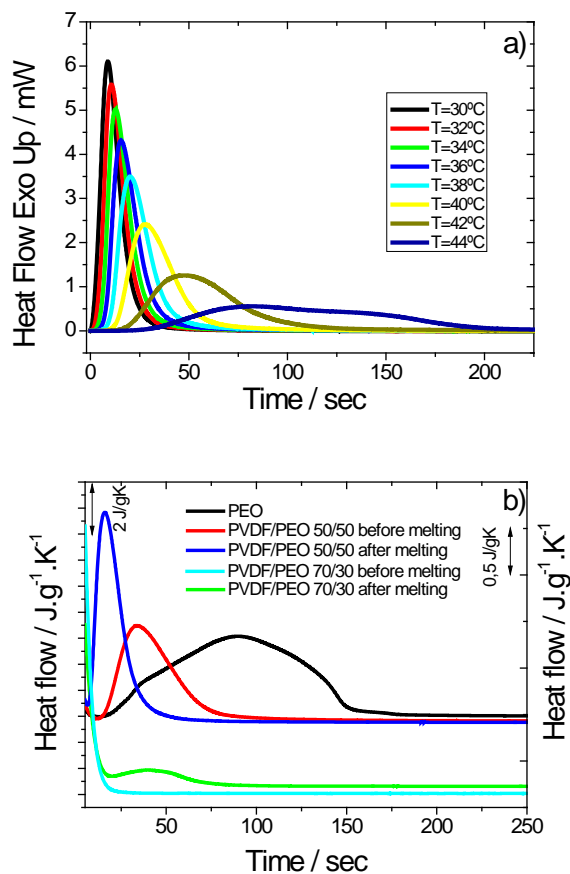 a)
Heat Flow Exo Up / mW
6
5
4
3
2
1
0
T=30ºC
T=32ºC
T=34ºC
T=36ºC
T=38ºC
T=40ºC
T=42ºC
T=44ºC
0 50 100 150 200
Time / sec
b)
Heat flow / J.g⁻¹.K⁻¹
2 J/gK
PEO
PVDF/PEO 50/50 before melting
PVDF/PEO 50/50 after melting
PVDF/PEO 70/30 before melting
PVDF/PEO 70/30 after melting
0,5 J/gK
Heat flow / J.g⁻¹.K⁻¹
50 100 150 200 250
Time / sec